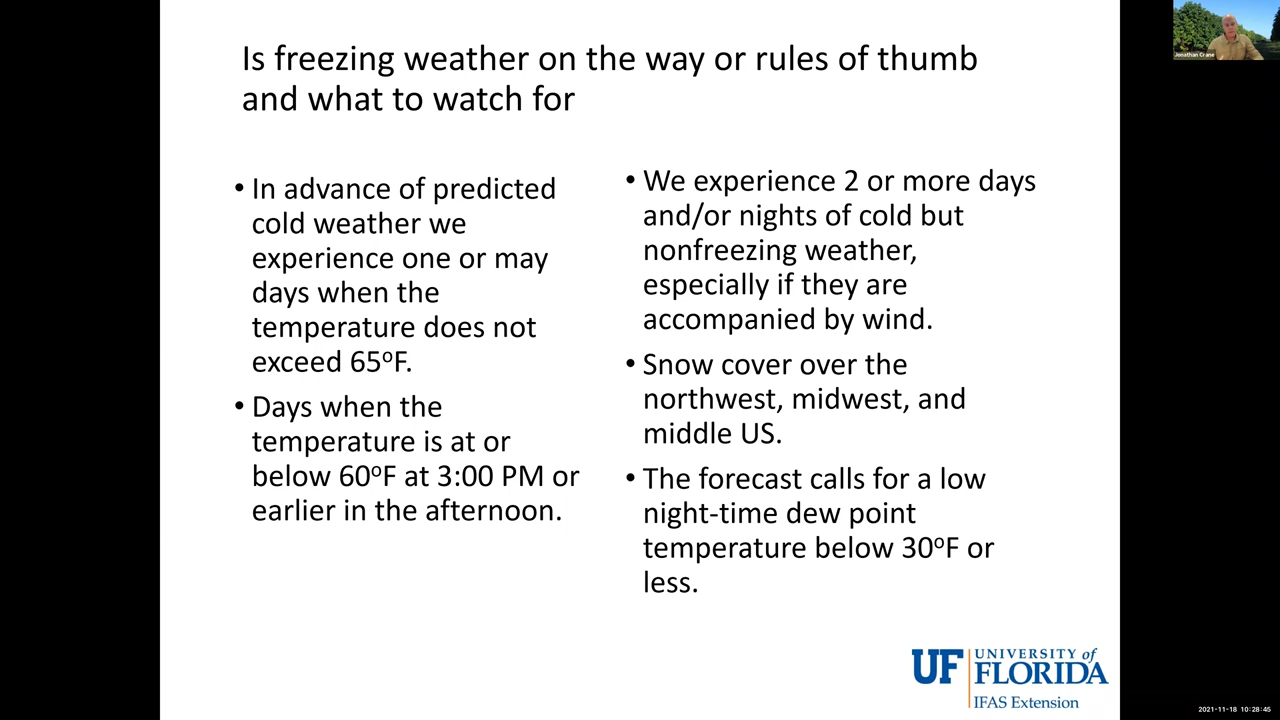 Is freezing weather on the way or rules of thumb
and what to watch for
• In advance of predicted
cold weather we
experience one or may
days when the
temperature does not
exceed 65ºF.
• Days when the
temperature is at or
below 60ºF at 3:00 PM or
earlier in the afternoon.
• We experience 2 or more days
and/or nights of cold but
nonfreezing weather,
especially if they are
accompanied by wind.
• Snow cover over the
northwest, midwest, and
middle US.
• The forecast calls for a low
night-time dew point
temperature below 30ºF or
less.
UF UNIVERSITY of
FLORIDA
IFAS Extension
Jonathan Crane
2021-11-18 10:28:45